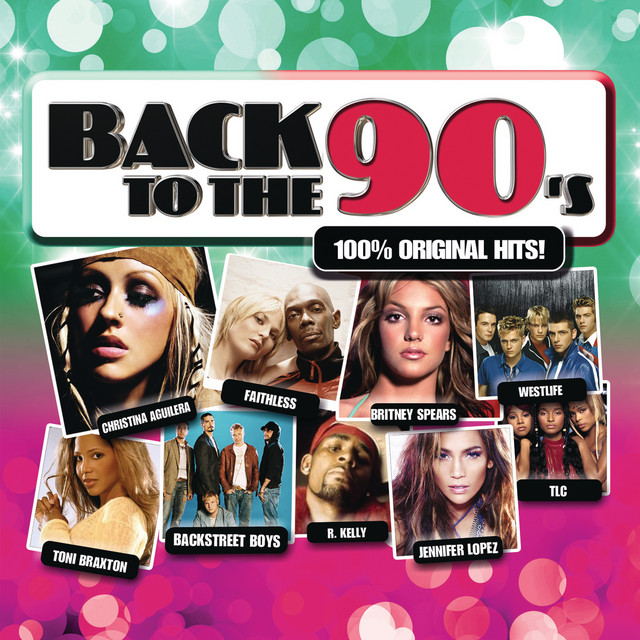 BACK
TO THE
90's
100% ORIGINAL HITS!
CHRISTINA AGUILERA
FAITHLESS
BRITNEY SPEARS
WESTLIFE
TLC
TONI BRAXTON
BACKSTREET BOYS
R. KELLY
JENNIFER LOPEZ